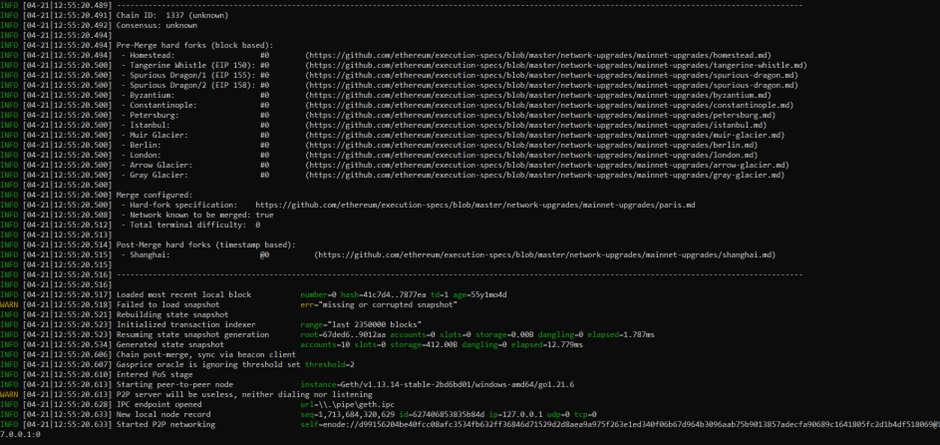 INFO [04-21|12:55:20.489] ---------------------------------------------------------------------------------------------------------------------------------------------------------
INFO [04-21|12:55:20.491] Chain ID:  1337 (unknown)
INFO [04-21|12:55:20.492] Consensus: unknown
INFO [04-21|12:55:20.494]
INFO [04-21|12:55:20.494] Pre-Merge hard forks (block based):
INFO [04-21|12:55:20.494]  - Homestead:                   #0        (https://github.com/ethereum/execution-specs/blob/master/network-upgrades/mainnet-upgrades/homestead.md)
INFO [04-21|12:55:20.500]  - Tangerine Whistle (EIP 150): #0        (https://github.com/ethereum/execution-specs/blob/master/network-upgrades/mainnet-upgrades/tangerine-whistle.md)
INFO [04-21|12:55:20.500]  - Spurious Dragon/1 (EIP 155): #0        (https://github.com/ethereum/execution-specs/blob/master/network-upgrades/mainnet-upgrades/spurious-dragon.md)
INFO [04-21|12:55:20.500]  - Spurious Dragon/2 (EIP 158): #0        (https://github.com/ethereum/execution-specs/blob/master/network-upgrades/mainnet-upgrades/spurious-dragon.md)
INFO [04-21|12:55:20.500]  - Byzantium:                   #0        (https://github.com/ethereum/execution-specs/blob/master/network-upgrades/mainnet-upgrades/byzantium.md)
INFO [04-21|12:55:20.500]  - Constantinople:              #0        (https://github.com/ethereum/execution-specs/blob/master/network-upgrades/mainnet-upgrades/constantinople.md)
INFO [04-21|12:55:20.500]  - Petersburg:                  #0        (https://github.com/ethereum/execution-specs/blob/master/network-upgrades/mainnet-upgrades/petersburg.md)
INFO [04-21|12:55:20.500]  - Istanbul:                    #0        (https://github.com/ethereum/execution-specs/blob/master/network-upgrades/mainnet-upgrades/istanbul.md)
INFO [04-21|12:55:20.500]  - Muir Glacier:                #0        (https://github.com/ethereum/execution-specs/blob/master/network-upgrades/mainnet-upgrades/muir-glacier.md)
INFO [04-21|12:55:20.500]  - Berlin:                      #0        (https://github.com/ethereum/execution-specs/blob/master/network-upgrades/mainnet-upgrades/berlin.md)
INFO [04-21|12:55:20.500]  - London:                      #0        (https://github.com/ethereum/execution-specs/blob/master/network-upgrades/mainnet-upgrades/london.md)
INFO [04-21|12:55:20.500]  - Arrow Glacier:               #0        (https://github.com/ethereum/execution-specs/blob/master/network-upgrades/mainnet-upgrades/arrow-glacier.md)
INFO [04-21|12:55:20.500]  - Gray Glacier:                #0        (https://github.com/ethereum/execution-specs/blob/master/network-upgrades/mainnet-upgrades/gray-glacier.md)
INFO [04-21|12:55:20.500]
INFO [04-21|12:55:20.500] Merge configured:
INFO [04-21|12:55:20.500]  - Hard-fork specification:    https://github.com/ethereum/execution-specs/blob/master/network-upgrades/mainnet-upgrades/paris.md
INFO [04-21|12:55:20.508]  - Network known to be merged: true
INFO [04-21|12:55:20.512]  - Total terminal difficulty:  0
INFO [04-21|12:55:20.513]
INFO [04-21|12:55:20.514] Post-Merge hard forks (timestamp based):
INFO [04-21|12:55:20.515]  - Shanghai:                    @0          (https://github.com/ethereum/execution-specs/blob/master/network-upgrades/mainnet-upgrades/shanghai.md)
INFO [04-21|12:55:20.515]
INFO [04-21|12:55:20.516] ---------------------------------------------------------------------------------------------------------------------------------------------------------
INFO [04-21|12:55:20.516]
INFO [04-21|12:55:20.517] Loaded most recent local block           number=0 hash=41c7d4..7877ea td=1 age=55y1mo4d
WARN [04-21|12:55:20.518] Failed to load snapshot                  err="missing or corrupted snapshot"
INFO [04-21|12:55:20.521] Rebuilding state snapshot
INFO [04-21|12:55:20.523] Initialized transaction indexer          range="last 2350000 blocks"
INFO [04-21|12:55:20.527] Resuming state snapshot generation       root=67ded6..9012aa accounts=0 slots=0 storage=0.00B dangling=0 elapsed=1.787ms
INFO [04-21|12:55:20.534] Generated state snapshot                 accounts=10 slots=0 storage=412.00B dangling=0 elapsed=12.779ms
INFO [04-21|12:55:20.606] Chain post-merge, sync via beacon client
INFO [04-21|12:55:20.607] Gasprice oracle is ignoring threshold set threshold=2
INFO [04-21|12:55:20.610] Entered PoS stage
INFO [04-21|12:55:20.613] Starting peer-to-peer node               instance=Geth/v1.13.14-stable-2bd6bd01/windows-amd64/go1.21.6
WARN [04-21|12:55:20.613] P2P server will be useless, neither dialing nor listening
INFO [04-21|12:55:20.628] IPC endpoint opened                      url=\\.\pipe\geth.ipc
INFO [04-21|12:55:20.633] New local node record                    seq=1,713,684,320,629 id=627406853835b84d ip=127.0.0.1 udp=0 tcp=0
INFO [04-21|12:55:20.633] Started P2P networking                   self=enode://d99156204be40fcc08afc3534fb632ff36846d71529d2d8aea9a975f263e1ed340f06b67d964b3096aab75b9013857adecfa90689c1641805fc2d1b4df518069@12
7.0.0.1:0